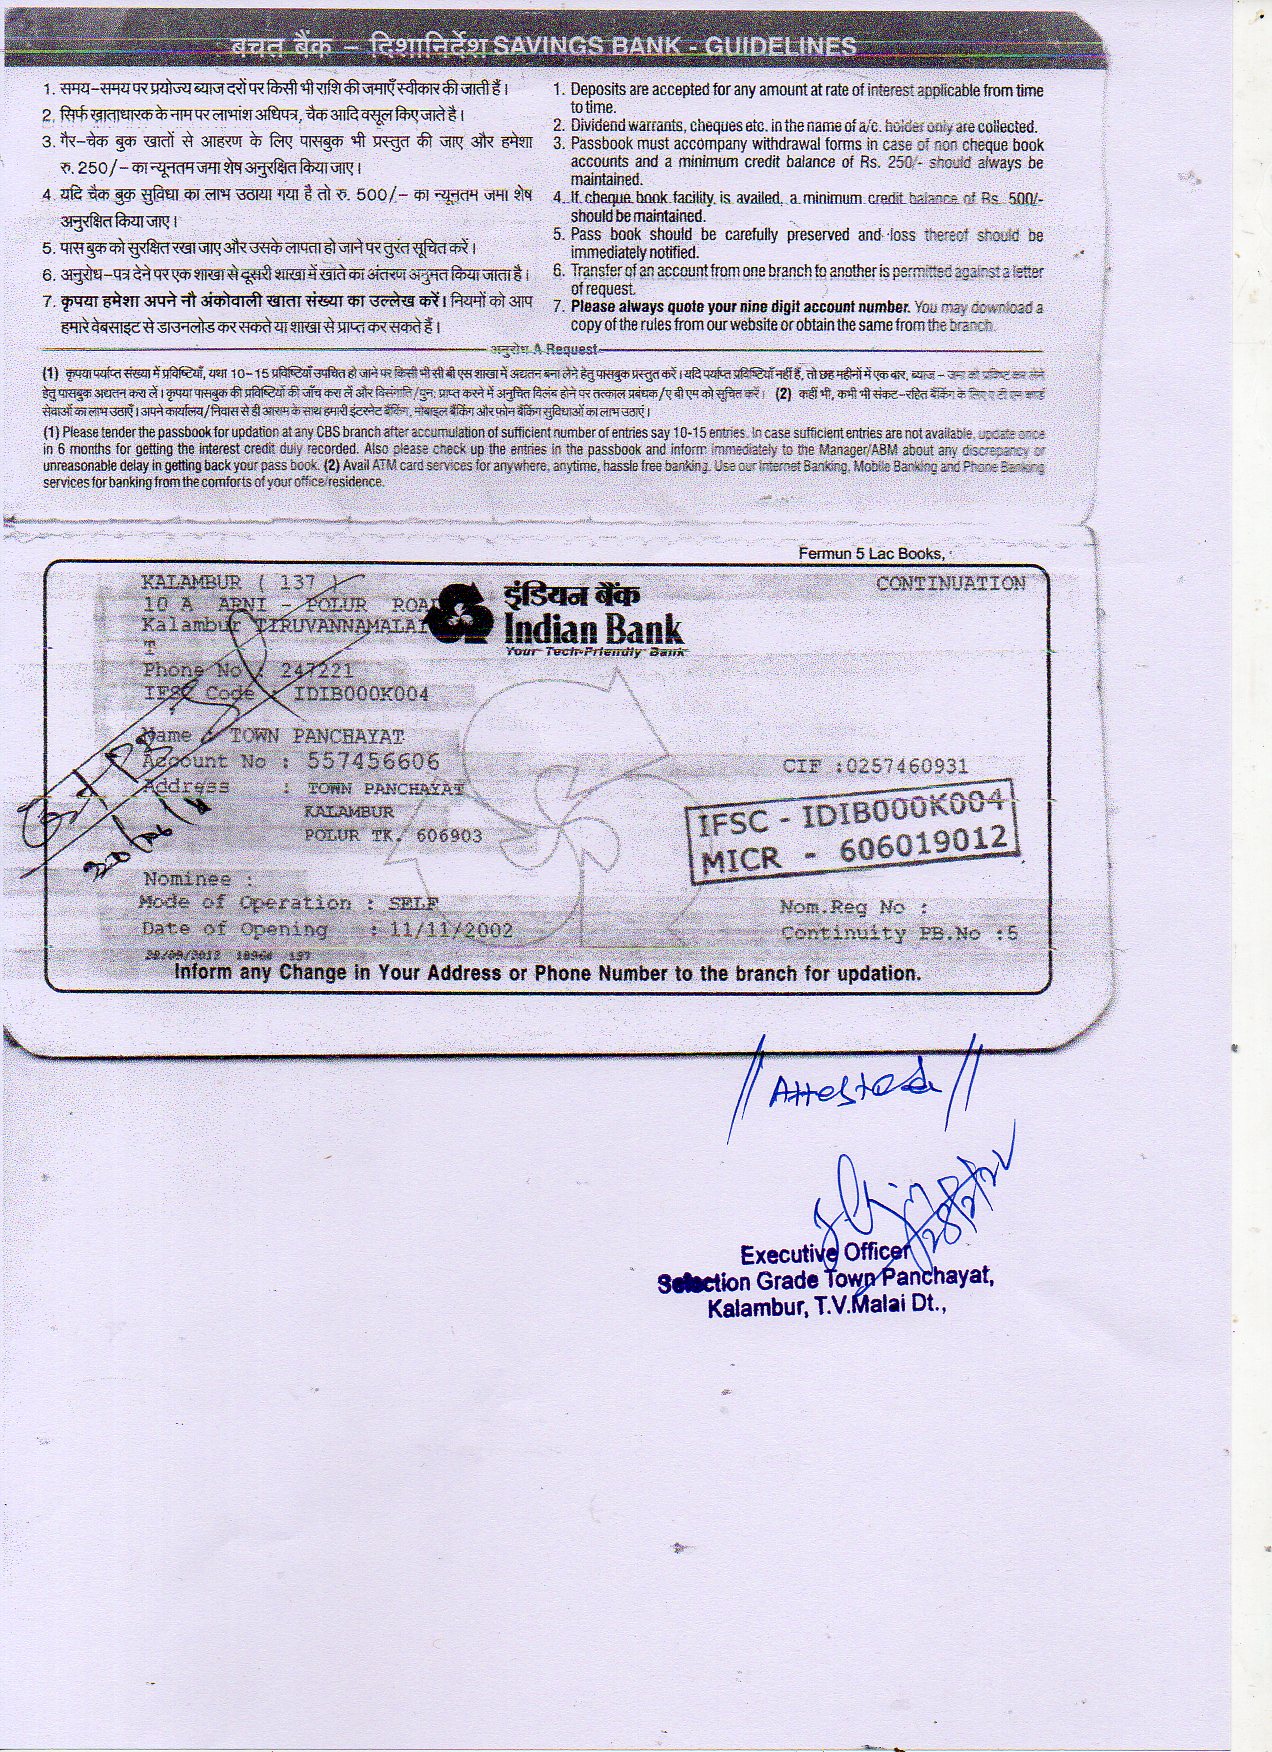 बचत बैंक – दिशानिर्देश SAVINGS BANK - GUIDELINES
1. समय–समय पर प्रयोज्य ब्याज दरों पर किसी भी राशि की जमाएँ स्वीकार की जाती हैं।
2. सिर्फ खाताधारक के नाम पर लाभांश अधिपत्र, चैक आदि वसूल किए जाते है।
3. गैर–चेक बुक खातों से आहरण के लिए पासबुक भी प्रस्तुत की जाए और हमेशा
रु. 250/– का न्यूनतम जमा शेष अनुरक्षित किया जाए।
4. यदि चैक बुक सुविधा का लाभ उठाया गया है तो रु. 500/– का न्यूनतम जमा शेष
अनुरक्षित किया जाए।
5. पास बुक को सुरक्षित रखा जाए और उसके लापता हो जाने पर तुरंत सूचित करें।
6. अनुरोध–पत्र देने पर एक शाखा से दूसरी शाखा में खाते का अंतरण अनुमत किया जाता है।
7. कृपया हमेशा अपने नौ अंकोवाली खाता संख्या का उल्लेख करें। नियमों को आप
हमारे वेबसाइट से डाउनलोड कर सकते या शाखा से प्राप्त कर सकते हैं।
1. Deposits are accepted for any amount at rate of interest applicable from time
to time.
2. Dividend warrants, cheques etc. in the name of a/c. holder only are collected.
3. Passbook must accompany withdrawal forms in case of non cheque book
accounts and a minimum credit balance of Rs. 250/- should always be
maintained.
4. If cheque book facility is availed, a minimum credit balance of Rs. 500/-
should be maintained.
5. Pass book should be carefully preserved and loss thereof should be
immediately notified.
6. Transfer of an account from one branch to another is permitted against a letter
of request.
7. Please always quote your nine digit account number. You may download a
copy of the rules from our website or obtain the same from the branch.
अनुरोध A Request
(1) कृपया पर्याप्त संख्या में प्रविष्टियाँ, यथा 10–15 प्रविष्टियाँ उपचित हो जाने पर किसी भी सी बी एस शाखा में अद्यतन बना लेने हेतु पासबुक प्रस्तुत करें। यदि पर्याप्त प्रविष्टियाँ नहीं हैं, तो छह महीनों में एक बार, ब्याज – जमा को प्रविष्ट कर लेने
हेतु पासबुक अद्यतन करा लें। कृपया पासबुक की प्रविष्टियों की जाँच करा लें और विसंगति/पुन: प्राप्त करने में अनुचित विलंब होने पर तत्काल प्रबंधक/ए बी एम को सूचित करें। (2) कहीं भी, कभी भी संकट–रहित बैंकिंग के लिए ए टी एम कार्ड
सेवाओं का लाभ उठाएँ। अपने कार्यालय/निवास से ही आराम के साथ हमारी इंटरनेट बैंकिंग, मोबाइल बैंकिंग और फोन बैंकिंग सुविधाओं का लाभ उठाएं।
(1) Please tender the passbook for updation at any CBS branch after accumulation of sufficient number of entries say 10-15 entries. In case sufficient entries are not available, update once
in 6 months for getting the interest credit duly recorded. Also please check up the entries in the passbook and inform immediately to the Manager/ABM about any discrepancy or
unreasonable delay in getting back your pass book. (2) Avail ATM card services for anywhere, anytime, hassle free banking. Use our Internet Banking, Mobile Banking and Phone Banking
services for banking from the comforts of your office/residence.
Fermun 5 Lac Books,
KALAMBUR ( 137 )
10 A ARNI - POLUR ROAD
Kalambur TIRUVANNAMALAI
T
Phone No : 247221
IFSC Code : IDIB000K004
इंडियन बैंक
Indian Bank
Your Tech-Friendly Bank
CONTINUATION
Name : TOWN PANCHAYAT
Account No : 557456606
CIF :0257460931
Address : TOWN PANCHAYAT
KALAMBUR
POLUR TK. 606903
IFSC - IDIB000K004
MICR - 606019012
Nominee :
Mode of Operation : SELF
Nom.Reg No :
Date of Opening : 11/11/2002
Continuity PB.No :5
Inform any Change in Your Address or Phone Number to the branch for updation.
// Attested //
Executive Officer
Selection Grade Town Panchayat,
Kalambur, T.V.Malai Dt.,